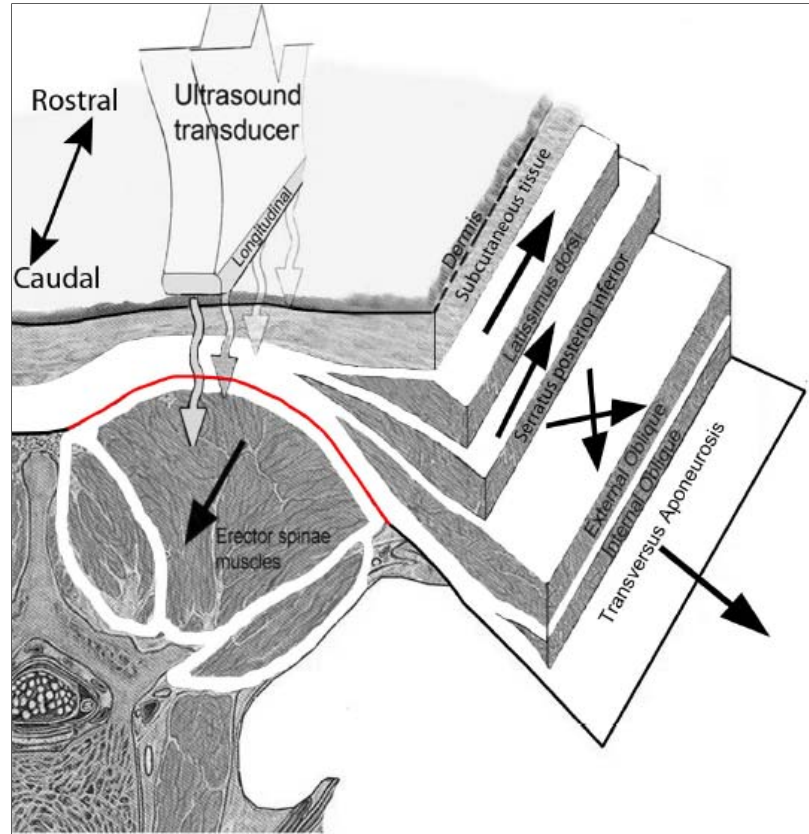 Rostral
Caudal
Ultrasound
transducer
Longitudinal
Dermis
Subcutaneous tissue
Latissimus dorsi
Serratus posterior inferior
External Oblique
Internal Oblique
Transversus Aponeurosis
Erector spinae
muscles